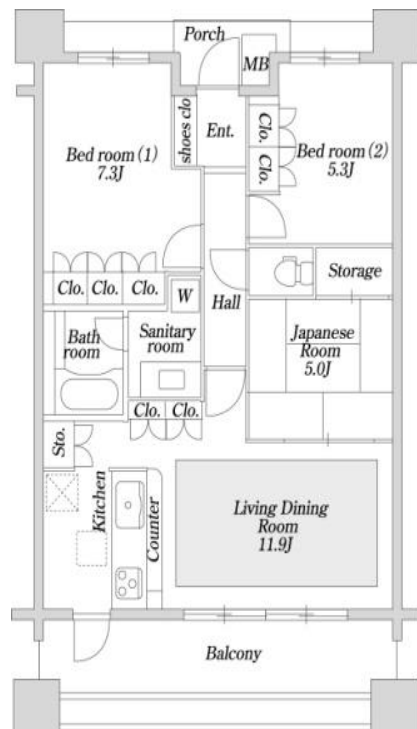 Porch
MB
shoes clo
Ent.
Clo.
Clo.
Bed room (1)
7.3J
Bed room (2)
5.3J
Clo.
Clo.
Clo.
W
Hall
Storage
Bath
room
Sanitary
room
Japanese
Room
5.0J
Clo.
Clo.
Sto.
Kitchen
Counter
Living Dining
Room
11.9J
Balcony